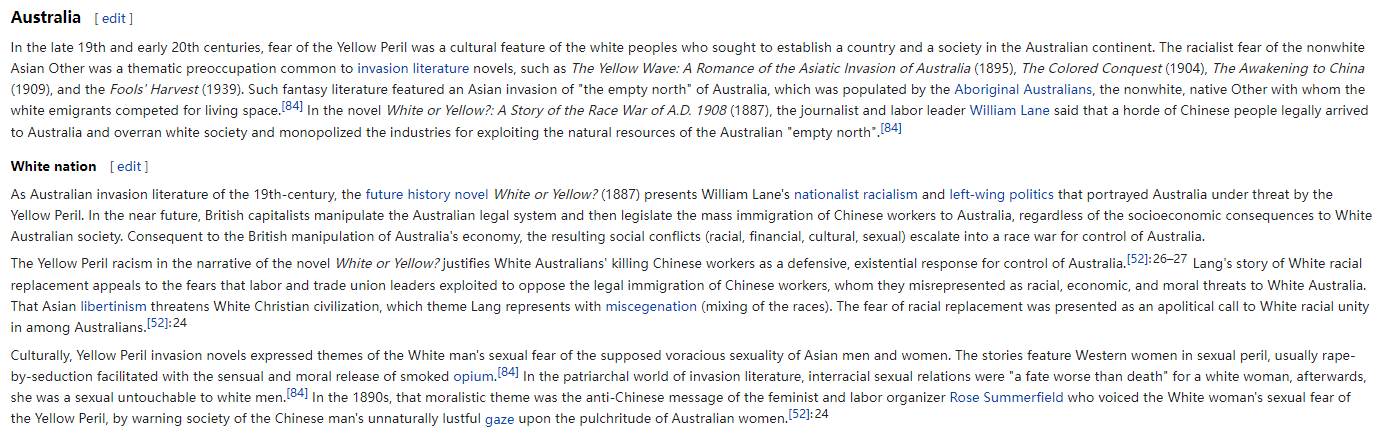 Australia [ edit ]
In the late 19th and early 20th centuries, fear of the Yellow Peril was a cultural feature of the white peoples who sought to establish a country and a society in the Australian continent. The racialist fear of the nonwhite
Asian Other was a thematic preoccupation common to invasion literature novels, such as The Yellow Wave: A Romance of the Asiatic Invasion of Australia (1895), The Colored Conquest (1904), The Awakening to China
(1909), and the Fools' Harvest (1939). Such fantasy literature featured an Asian invasion of "the empty north" of Australia, which was populated by the Aboriginal Australians, the nonwhite, native Other with whom the
white emigrants competed for living space.[84] In the novel White or Yellow?: A Story of the Race War of A.D. 1908 (1887), the journalist and labor leader William Lane said that a horde of Chinese people legally arrived
to Australia and overran white society and monopolized the industries for exploiting the natural resources of the Australian "empty north".[84]
White nation [ edit ]
As Australian invasion literature of the 19th-century, the future history novel White or Yellow? (1887) presents William Lane's nationalist racialism and left-wing politics that portrayed Australia under threat by the
Yellow Peril. In the near future, British capitalists manipulate the Australian legal system and then legislate the mass immigration of Chinese workers to Australia, regardless of the socioeconomic consequences to White
Australian society. Consequent to the British manipulation of Australia's economy, the resulting social conflicts (racial, financial, cultural, sexual) escalate into a race war for control of Australia.
The Yellow Peril racism in the narrative of the novel White or Yellow? justifies White Australians' killing Chinese workers as a defensive, existential response for control of Australia.[52]:26–27 Lang's story of White racial
replacement appeals to the fears that labor and trade union leaders exploited to oppose the legal immigration of Chinese workers, whom they misrepresented as racial, economic, and moral threats to White Australia.
That Asian libertinism threatens White Christian civilization, which theme Lang represents with miscegenation (mixing of the races). The fear of racial replacement was presented as an apolitical call to White racial unity
in among Australians.[52]:24
Culturally, Yellow Peril invasion novels expressed themes of the White man's sexual fear of the supposed voracious sexuality of Asian men and women. The stories feature Western women in sexual peril, usually rape-
by-seduction facilitated with the sensual and moral release of smoked opium.[84] In the patriarchal world of invasion literature, interracial sexual relations were "a fate worse than death" for a white woman, afterwards,
she was a sexual untouchable to white men.[84] In the 1890s, that moralistic theme was the anti-Chinese message of the feminist and labor organizer Rose Summerfield who voiced the White woman's sexual fear of
the Yellow Peril, by warning society of the Chinese man's unnaturally lustful gaze upon the pulchritude of Australian women.[52]:24